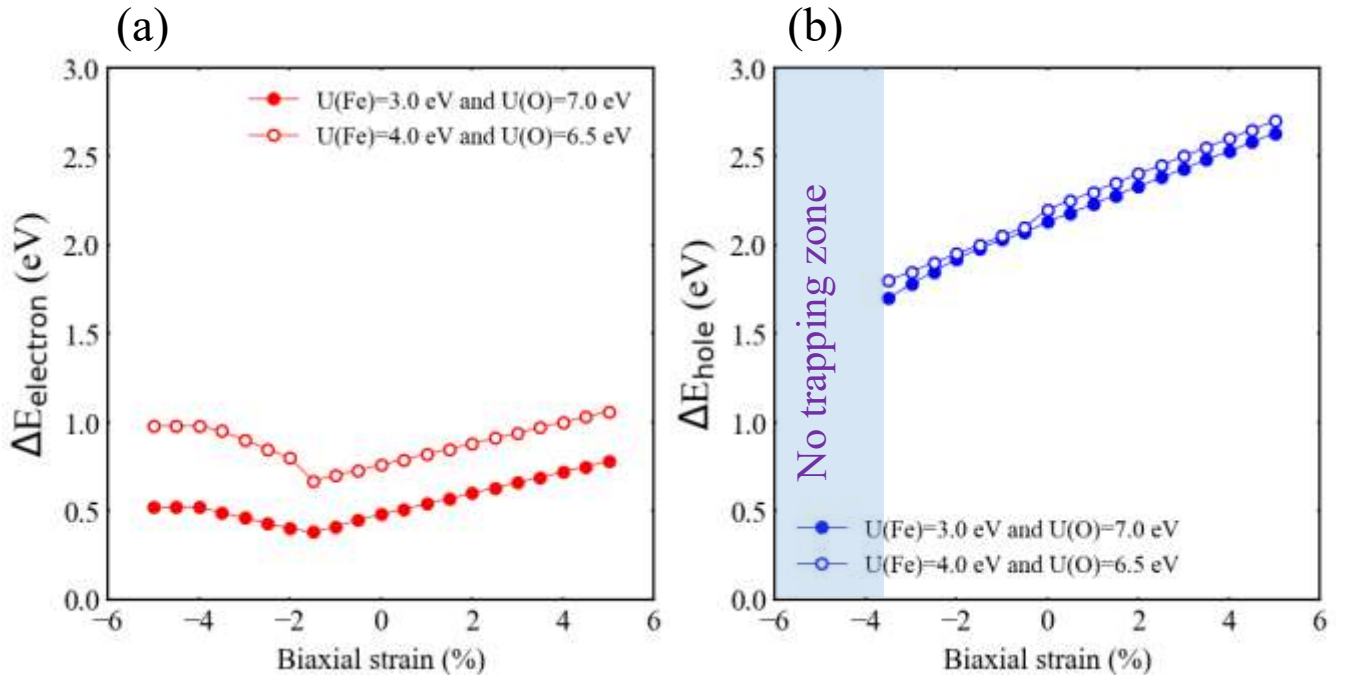 (a)
3.0
2.5
2.0
1.5
1.0
0.5
0.0
ΔEelectron (eV)
U(Fe)=3.0 eV and U(O)=7.0 eV
U(Fe)=4.0 eV and U(O)=6.5 eV
−6 −4 −2 0 2 4 6
Biaxial strain (%)
(b)
3.0
2.5
2.0
1.5
1.0
0.5
0.0
ΔEhole (eV)
No trapping zone
U(Fe)=3.0 eV and U(O)=7.0 eV
U(Fe)=4.0 eV and U(O)=6.5 eV
−6 −4 −2 0 2 4 6
Biaxial strain (%)